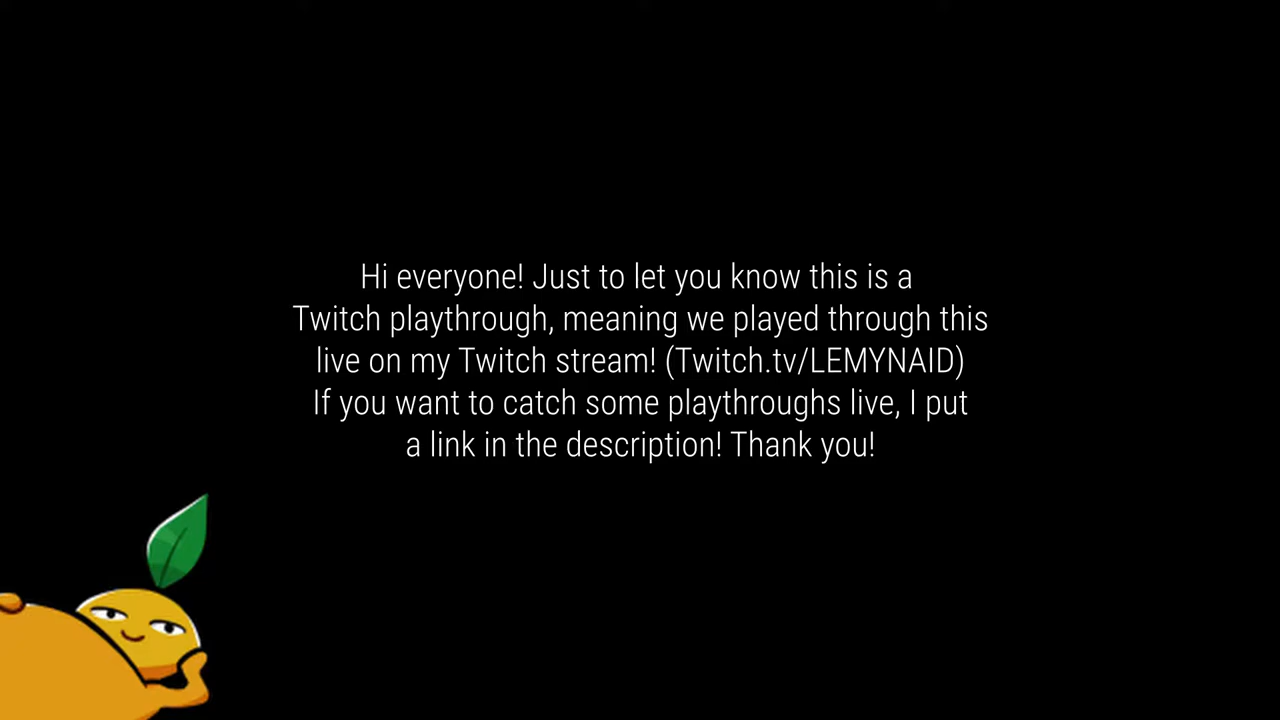 Hi everyone! Just to let you know this is a
Twitch playthrough, meaning we played through this
live on my Twitch stream! (Twitch.tv/LEMYNAID)
If you want to catch some playthroughs live, I put
a link in the description! Thank you!